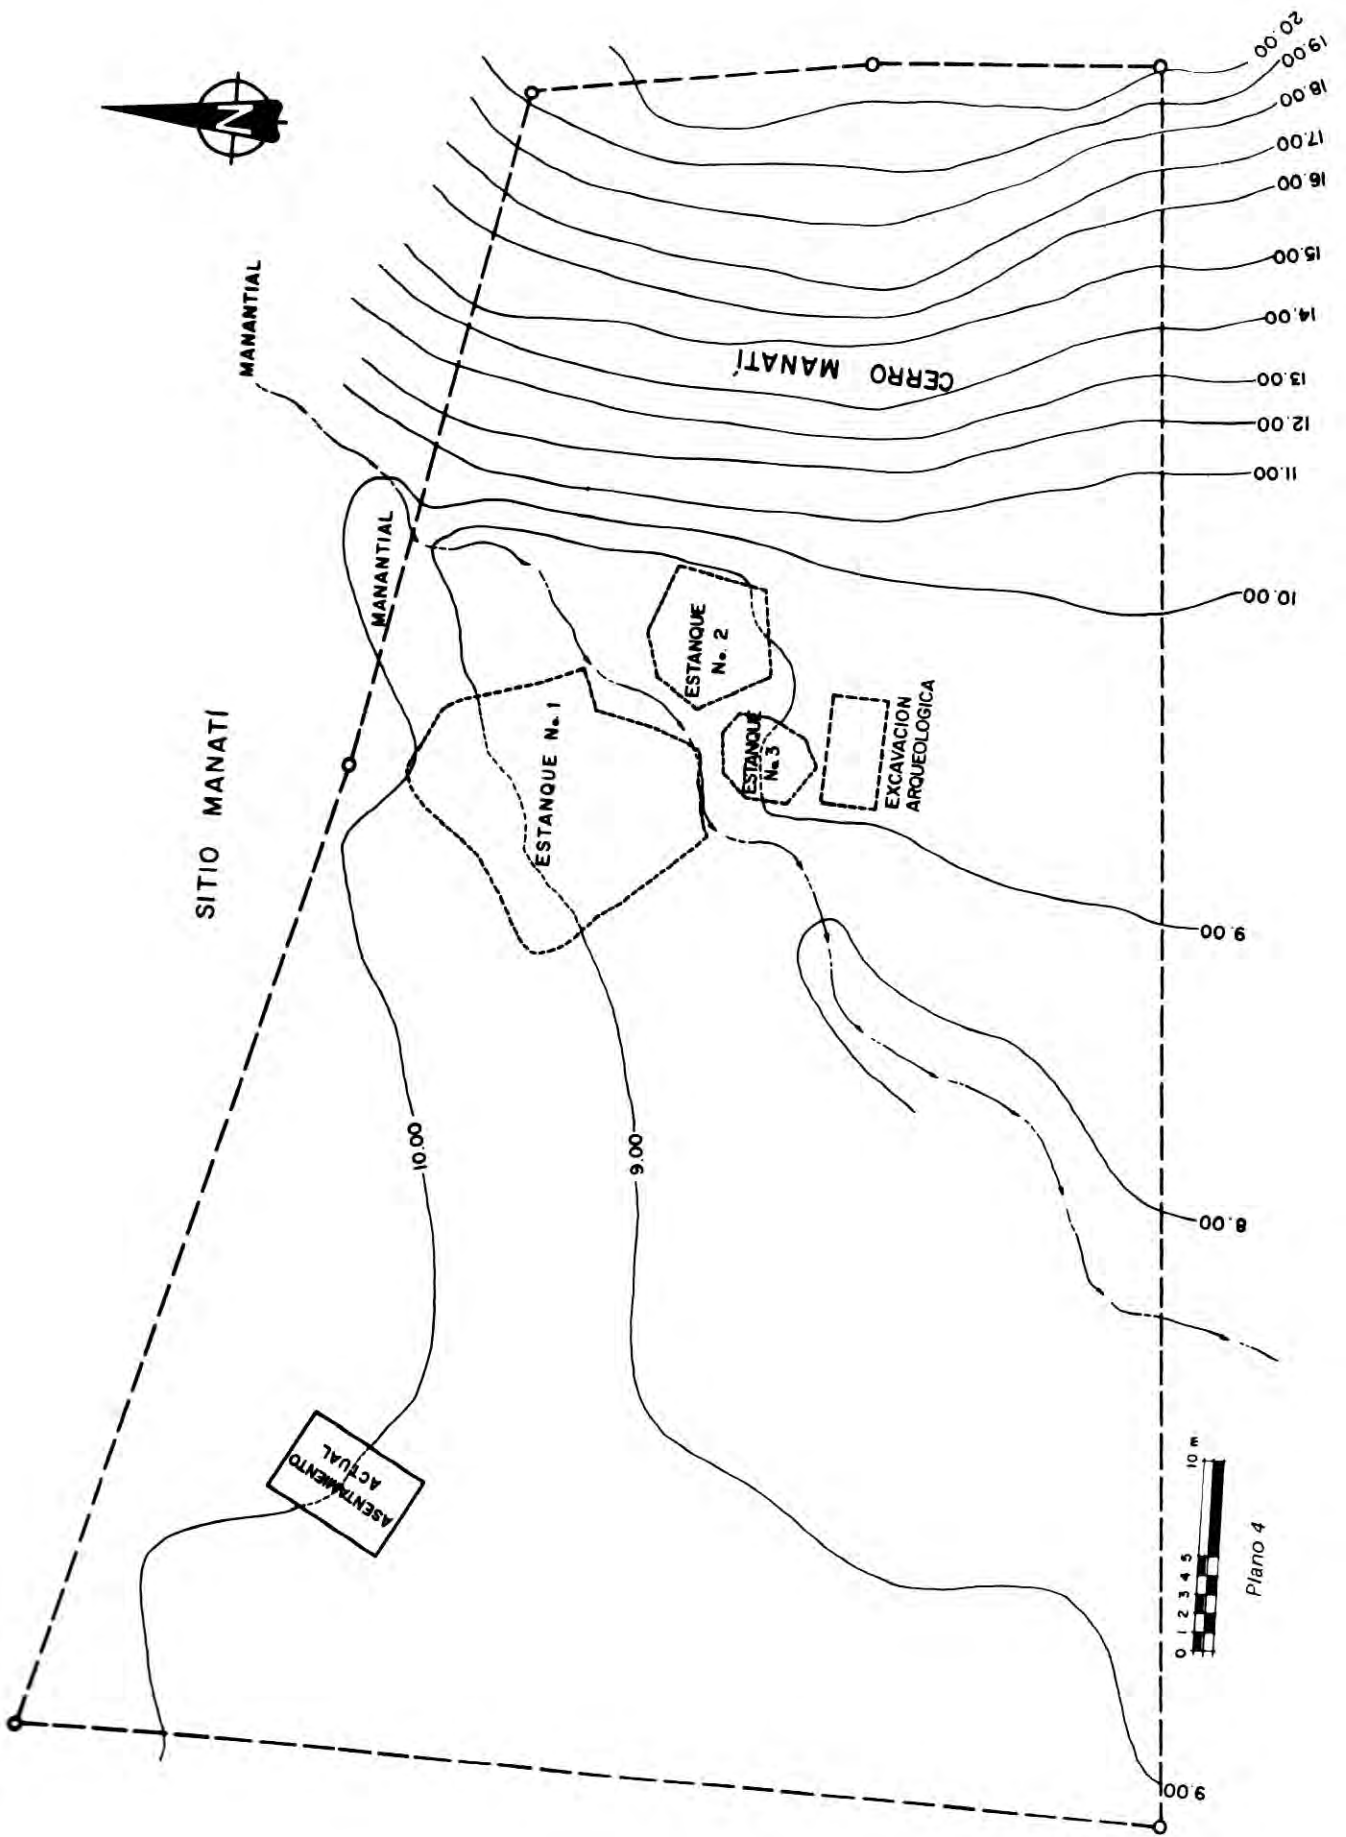 N
MANANTIAL
MANANTIAL
SITIO MANATÍ
CERRO MANATÍ
20.00
19.00
18.00
17.00
16.00
15.00
14.00
13.00
12.00
11.00
10.00
9.00
8.00
9.00
10.00
9.00
ESTANQUE No. 1
ESTANQUE
No. 2
ESTANQUE
No. 3
EXCAVACION
ARQUEOLOGICA
ASENTAMIENTO
ACTUAL
0 1 2 3 4 5 10 m
Plano 4